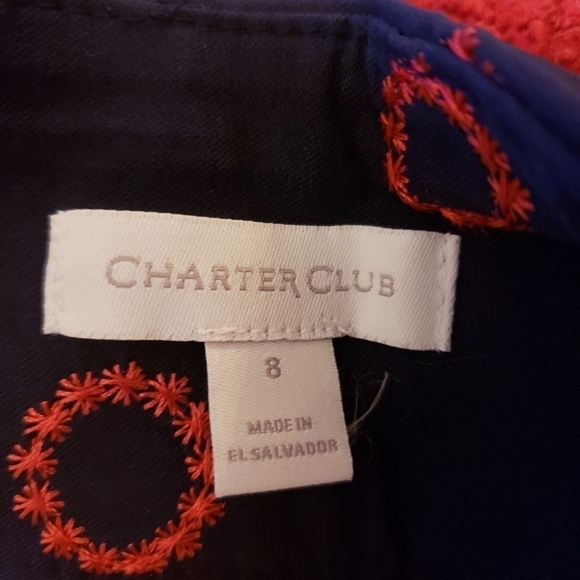 CHARTER CLUB
8
MADE IN
EL SALVADOR